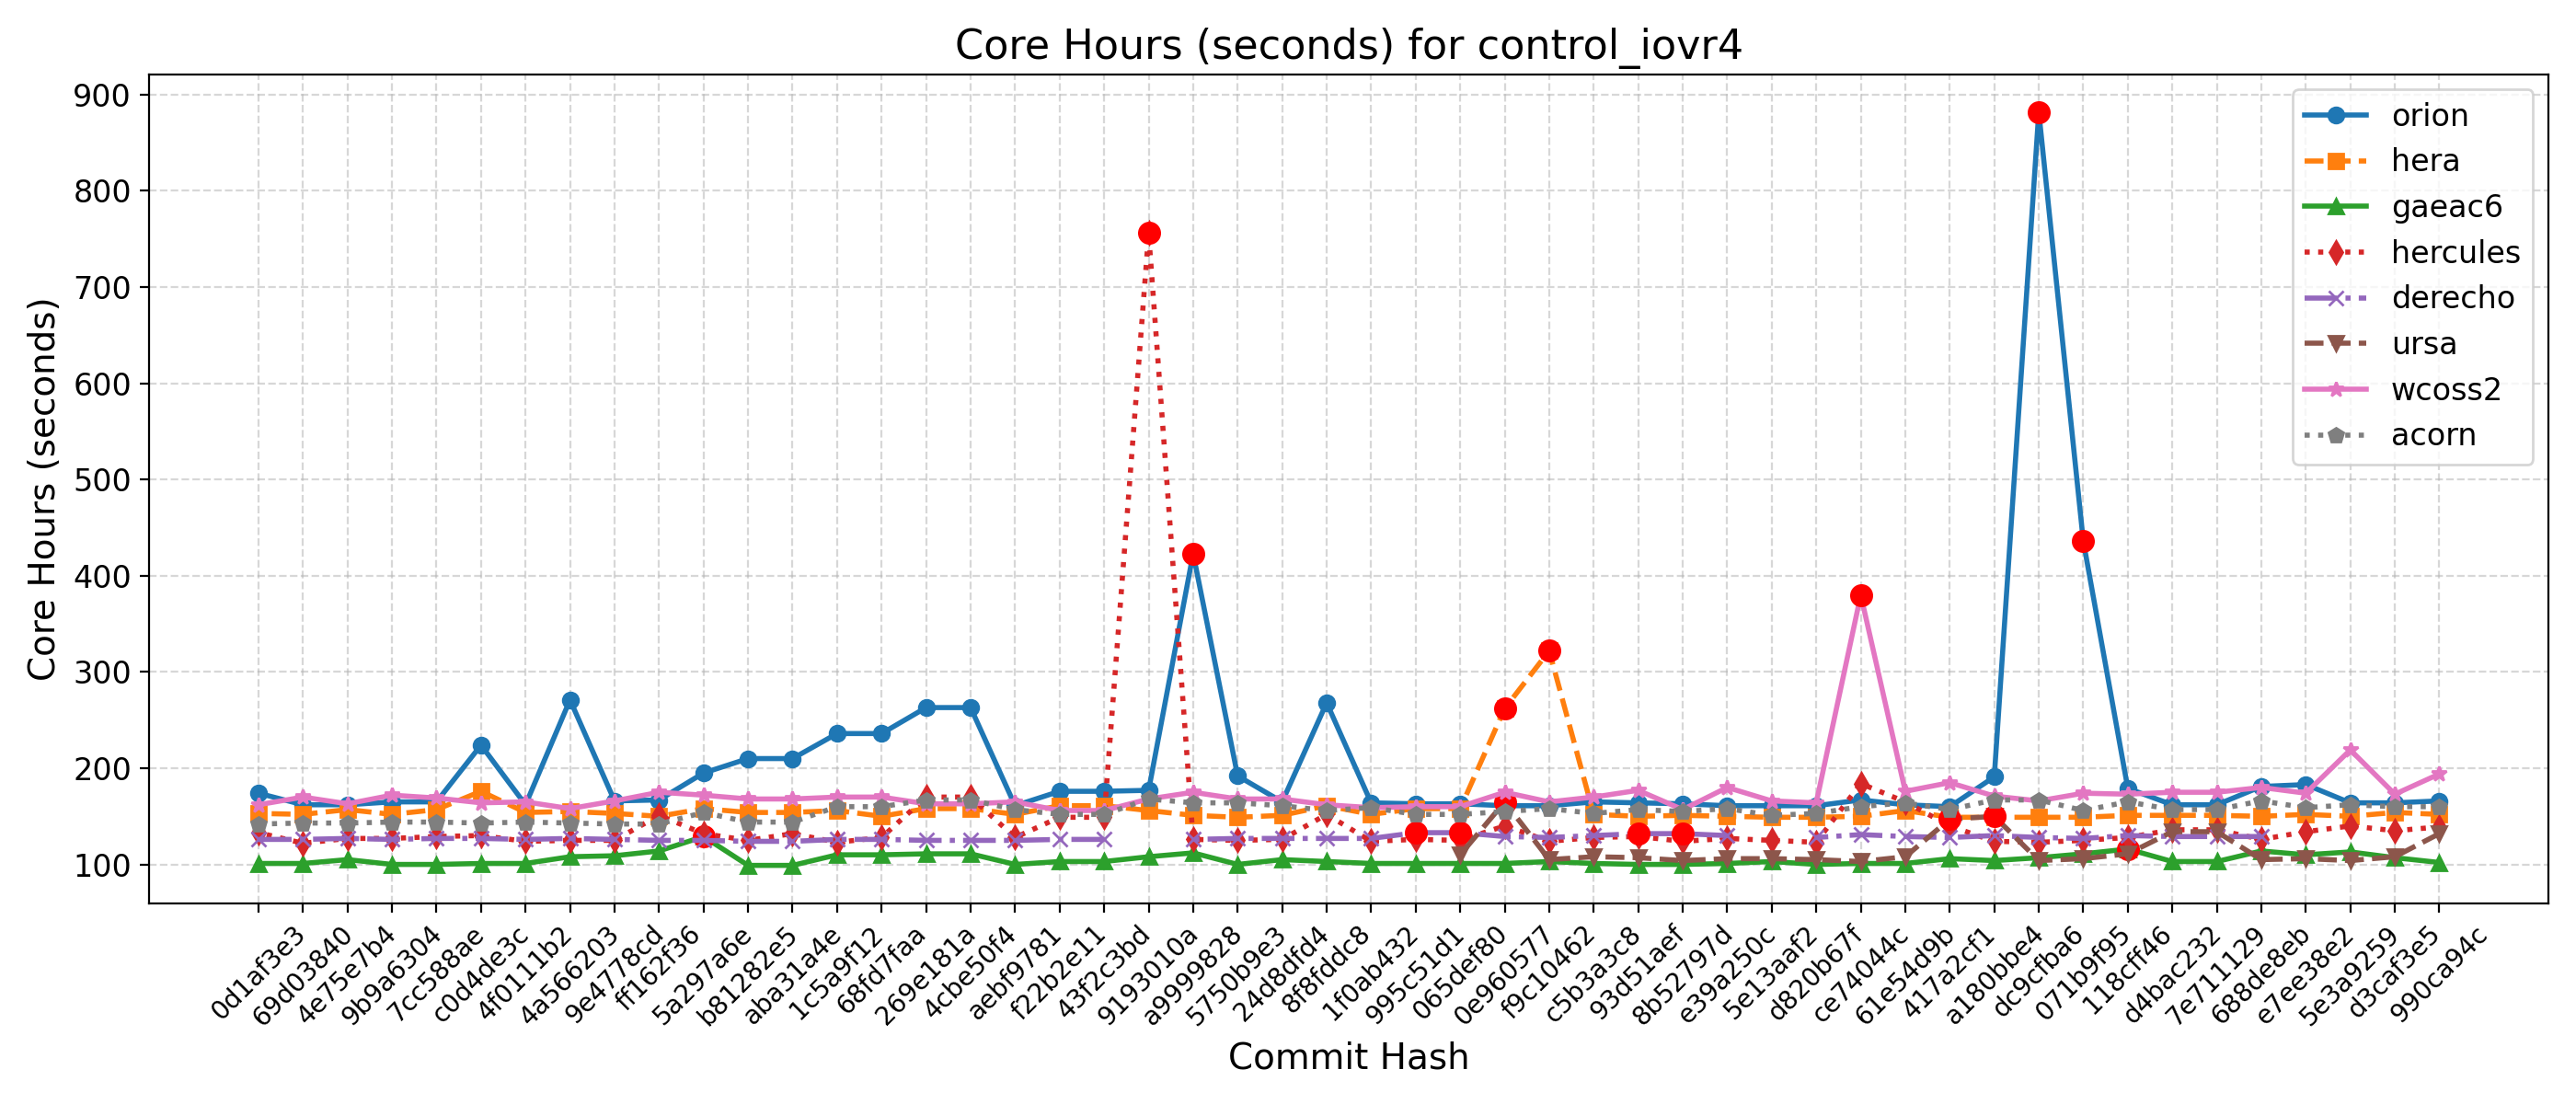 Core Hours (seconds) for control_iovr4
Core Hours (seconds)
900
800
700
600
500
400
300
200
100
orion
hera
gaeac6
hercules
derecho
ursa
wcoss2
acorn
0d1af3e3
69d03840
4e75e7b4
9b9a6304
7cc588ae
c0d4de3c
4f0111b2
4a566203
9e4778cd
ff162f36
5a297a6e
b81282e5
aba31a4e
1c5a9f12
68fd7faa
269e181a
4cbe50f4
aebf9781
f22b2e11
43f2c3bd
9193010a
a9999828
5750b9e3
24d8dfd4
8f8fddc8
1f0ab432
995c51d1
065def80
0e960577
f9c10462
c5b3a3c8
93d51aef
8b52797d
e39a250c
5e13aaf2
d820b67f
ce74044c
61e54d9b
417a2cf1
a180bbe4
dc9cfba6
071b9f95
118cff46
d4bac232
7e711129
688de8eb
e7ee38e2
5e3a9259
d3caf3e5
990ca94c
Commit Hash